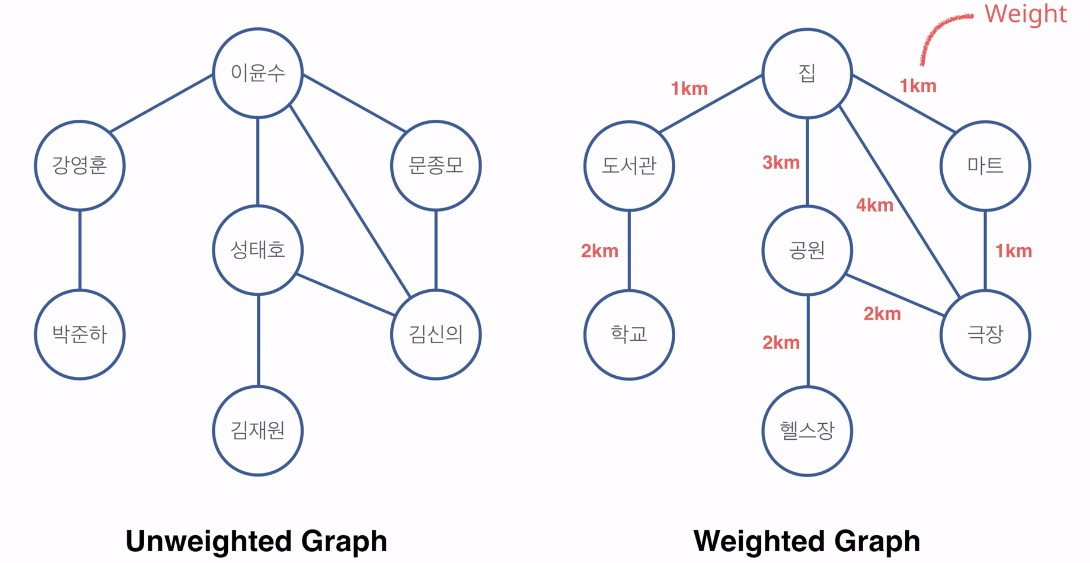 Weight
이윤수
강영훈
문종모
성태호
박준하
김신의
김재원
Unweighted Graph
집
1km
1km
도서관
3km
마트
4km
2km
공원
1km
2km
학교
2km
극장
헬스장
Weighted Graph